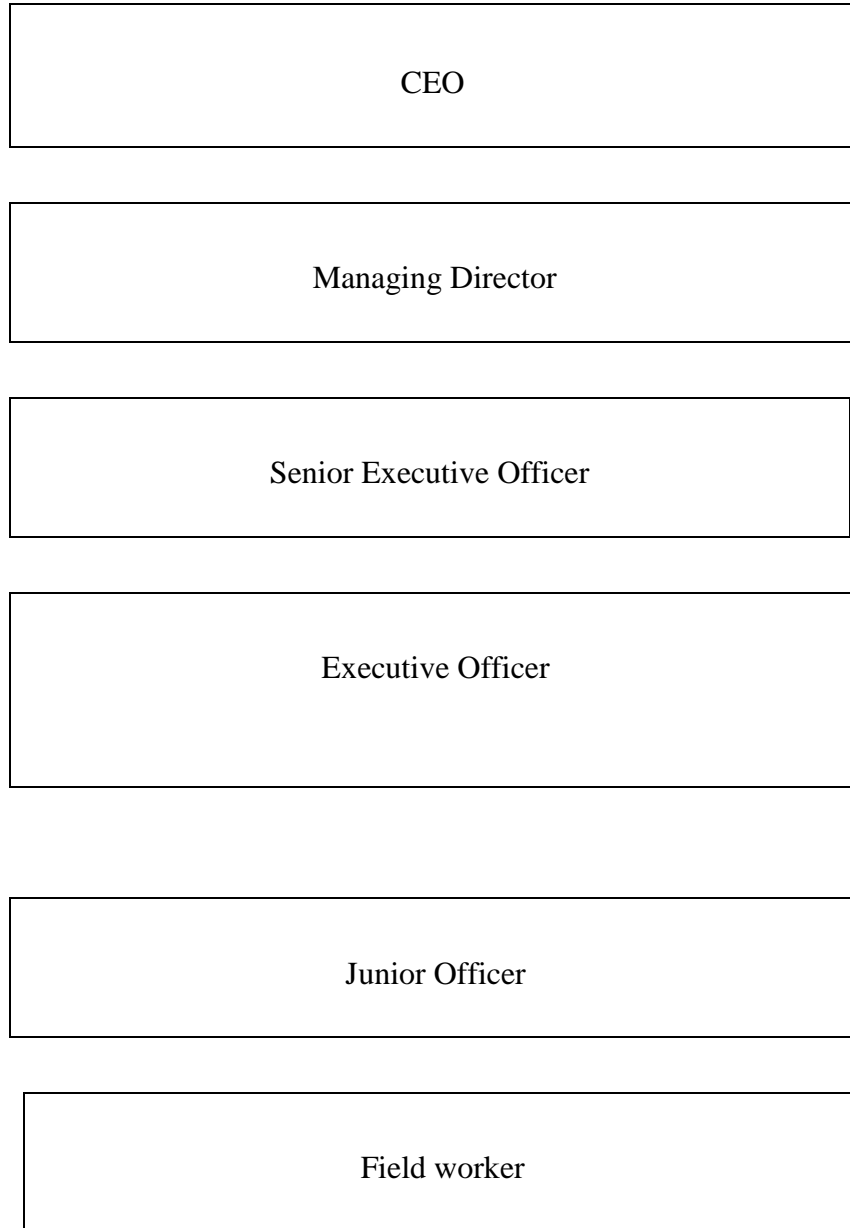 CEO
Managing Director
Senior Executive Officer
Executive Officer
Junior Officer
Field worker